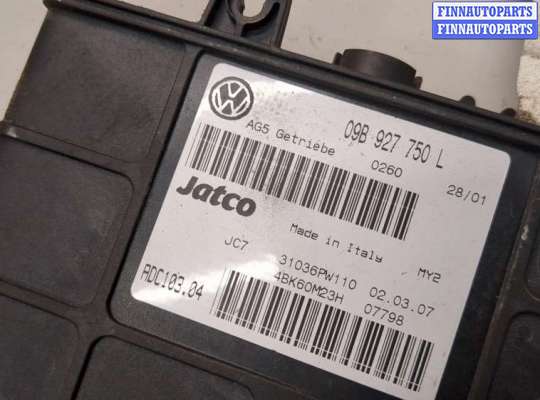 FINNAUTOPARTS
FINNAUTOPARTS
09B 927 750 L
AG5 Getriebe 0260 28/01
Jatco
Made in Italy MY2
JC7 31036PW110 02.03.07
4BK60M23H 07798
ADC103.04